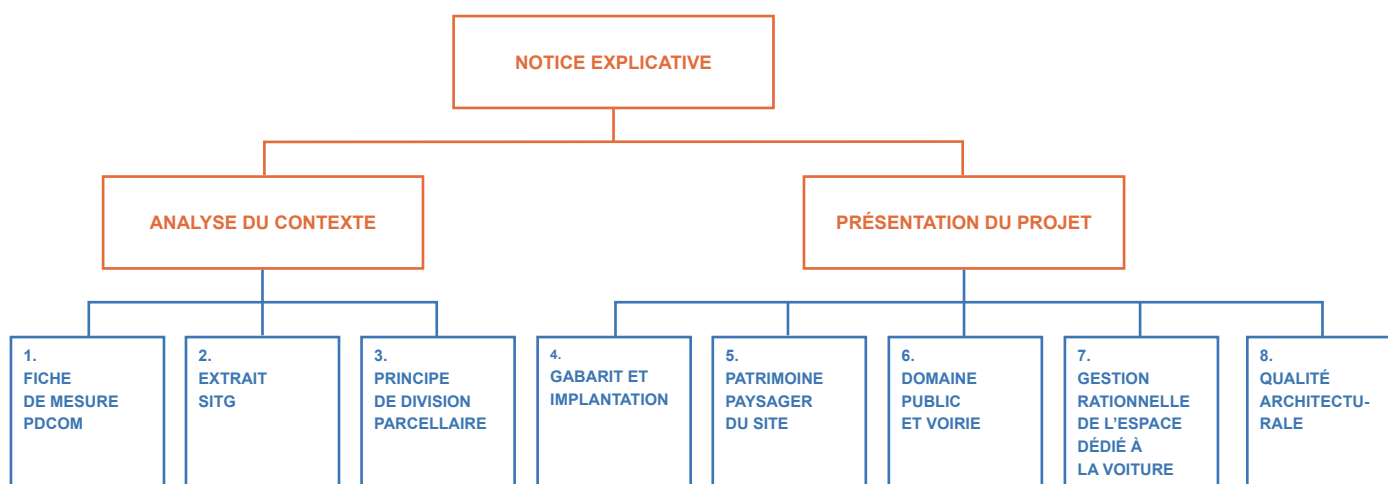 NOTICE EXPLICATIVE
ANALYSE DU CONTEXTE
PRÉSENTATION DU PROJET
1.
FICHE
DE MESURE
PDCOM
2.
EXTRAIT
SITG
3.
PRINCIPE
DE DIVISION
PARCELLAIRE
4.
GABARIT ET
IMPLANTATION
5.
PATRIMOINE
PAYSAGER
DU SITE
6.
DOMAINE
PUBLIC
ET VOIRIE
7.
GESTION
RATIONNELLE
DE L’ESPACE
DÉDIÉ À
LA VOITURE
8.
QUALITÉ
ARCHITECTU-
RALE